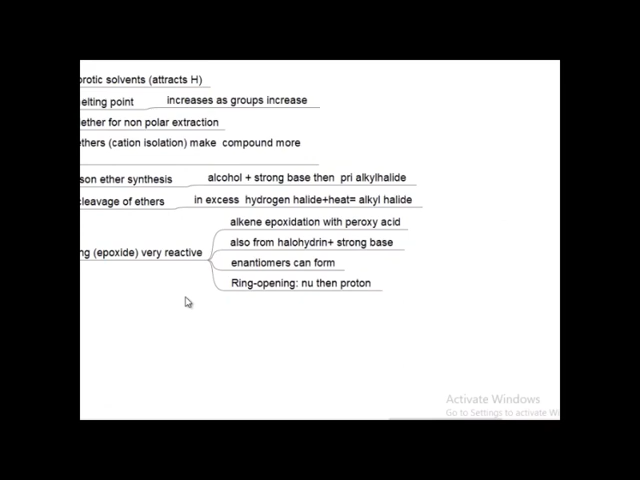 protic solvents (attracts H)
elting point
increases as groups increase
ether for non polar extraction
ethers (cation isolation) make compound more
son ether synthesis
alcohol + strong base then pri alkylhalide
cleavage of ethers
in excess hydrogen halide+heat= alkyl halide
alkene epoxidation with peroxy acid
also from halohydrin+ strong base
ng (epoxide) very reactive
enantiomers can form
Ring-opening: nu then proton
Activate Windows
Go to Settings to activate Wi